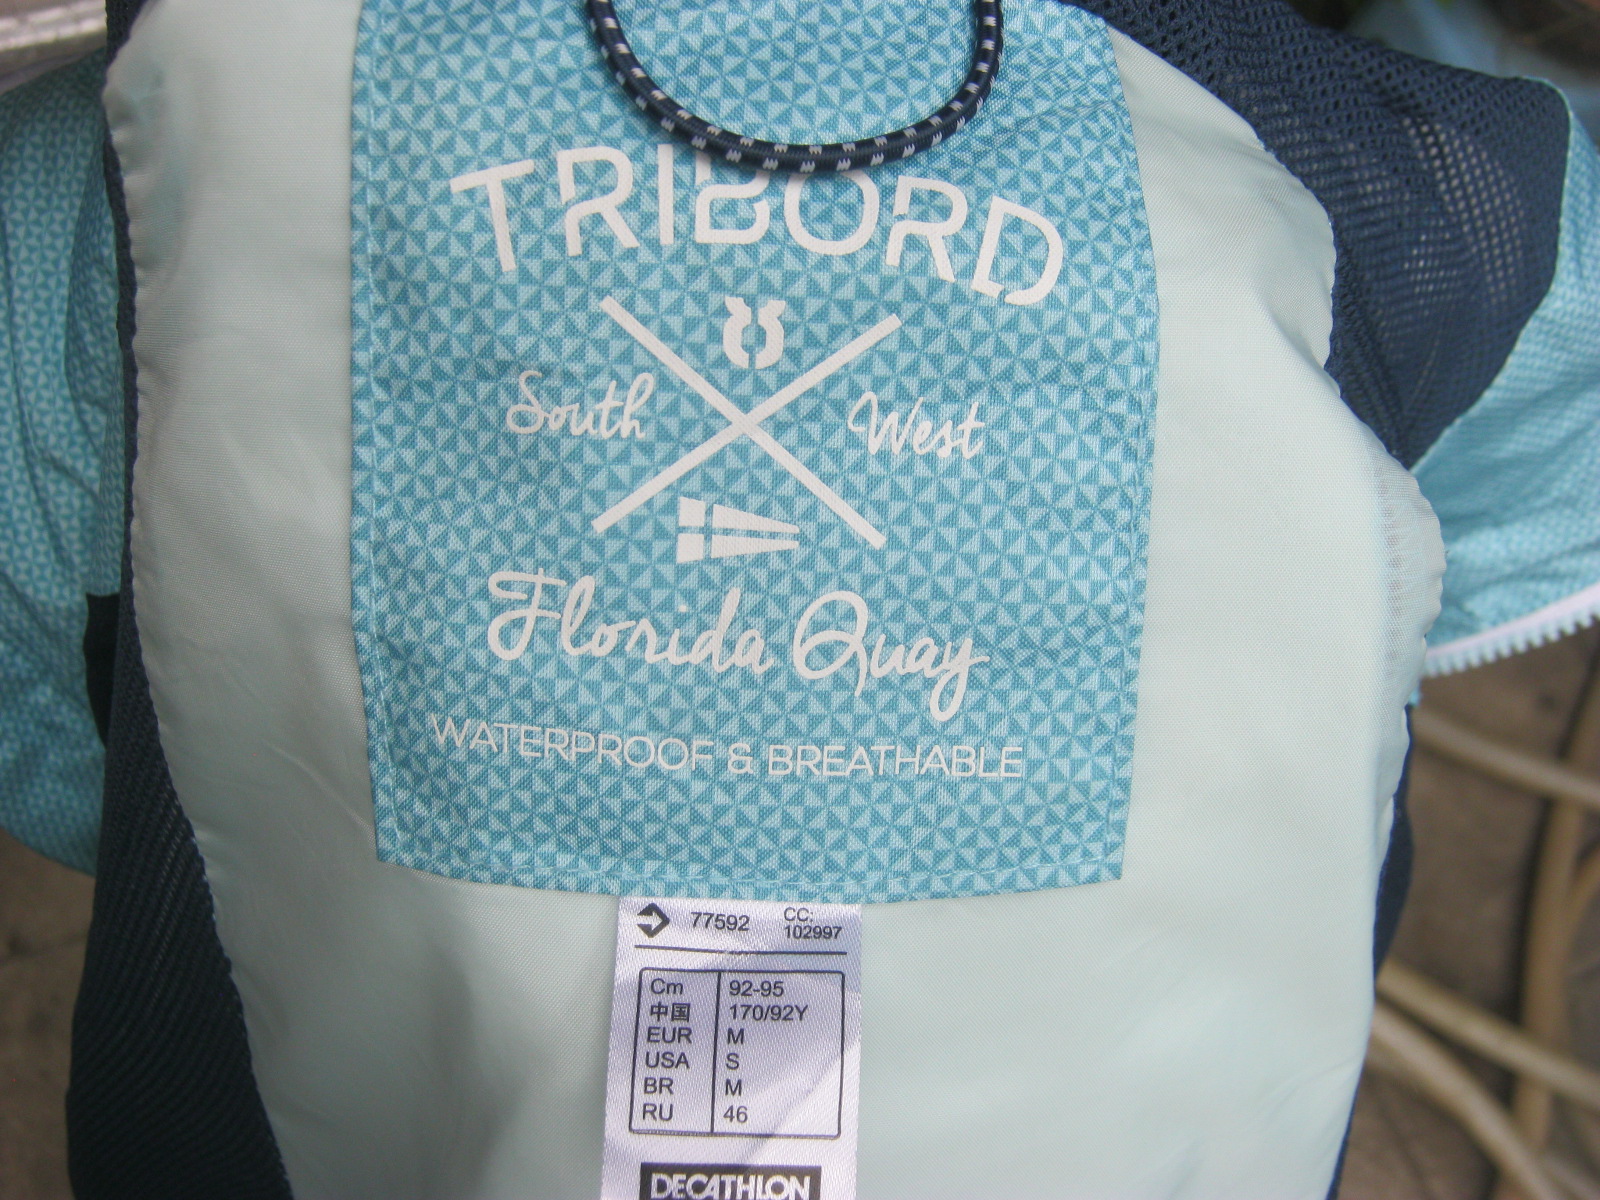 TRIBORD
South West
Florida Quay
WATERPROOF & BREATHABLE
77592 CC: 102997
Cm 92-95
中国 170/92Y
EUR M
USA S
BR M
RU 46
DECATHLON